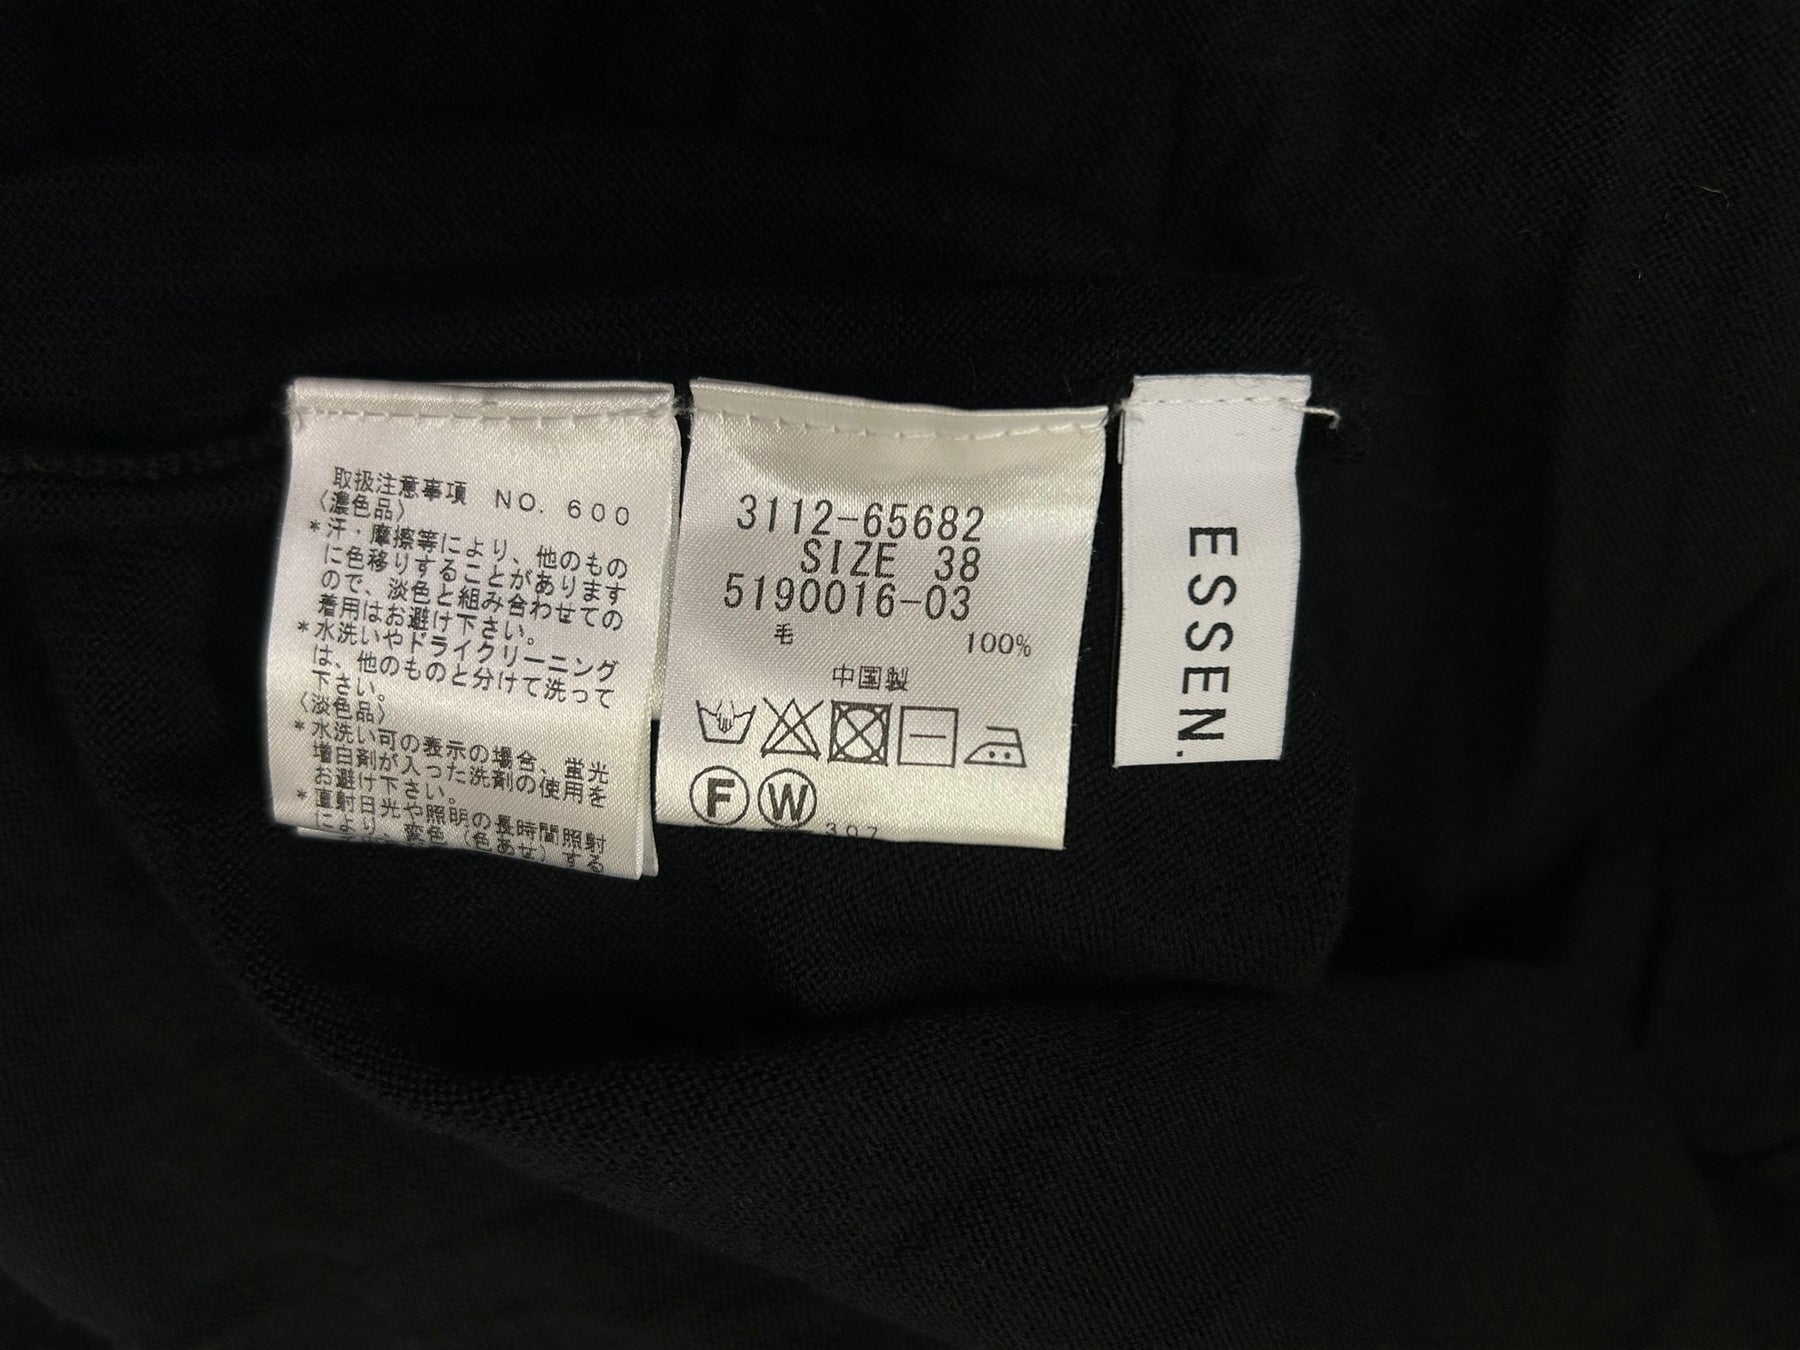 取扱注意事項 NO. 600
〈濃色品〉
*汗・摩擦等により、他のもの
に色移りすることがあります
ので、淡色と組み合わせての
着用はお避け下さい。
*水洗いやドライクリーニング
は、他のものと分けて洗って
下さい。
〈淡色品〉
*水洗い可の表示の場合、蛍光
増白剤が入った洗剤の使用を
お避け下さい。
*直射日光や照明の長時間照射
により、変色(色あせ)する
3112-65682
SIZE 38
5190016-03
毛 100%
中国製
F W
307
ESSEN.